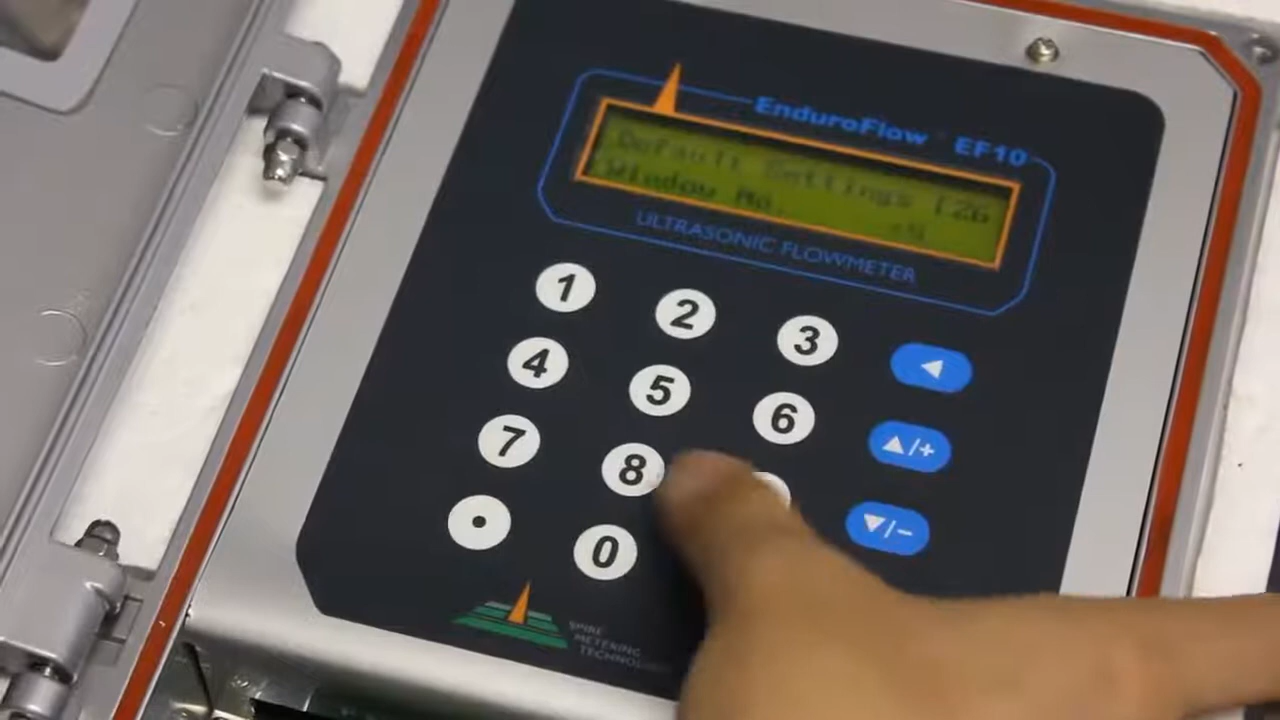 EnduroFlow EF10
Default Settings [26
Window No.
ULTRASONIC FLOWMETER
1 2 3 ◀
4 5 6 ▲/+
7 8 ▼/-
• 0
SPIRE
METERING
TECHNOLOGY